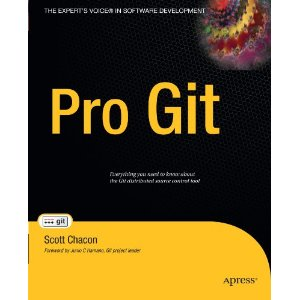 THE EXPERT'S VOICE® IN SOFTWARE DEVELOPMENT
Pro Git
Everything you need to know about
the Git distributed source control tool
git
Scott Chacon
Foreword by Junio C Hamano, Git project leader
Apress®